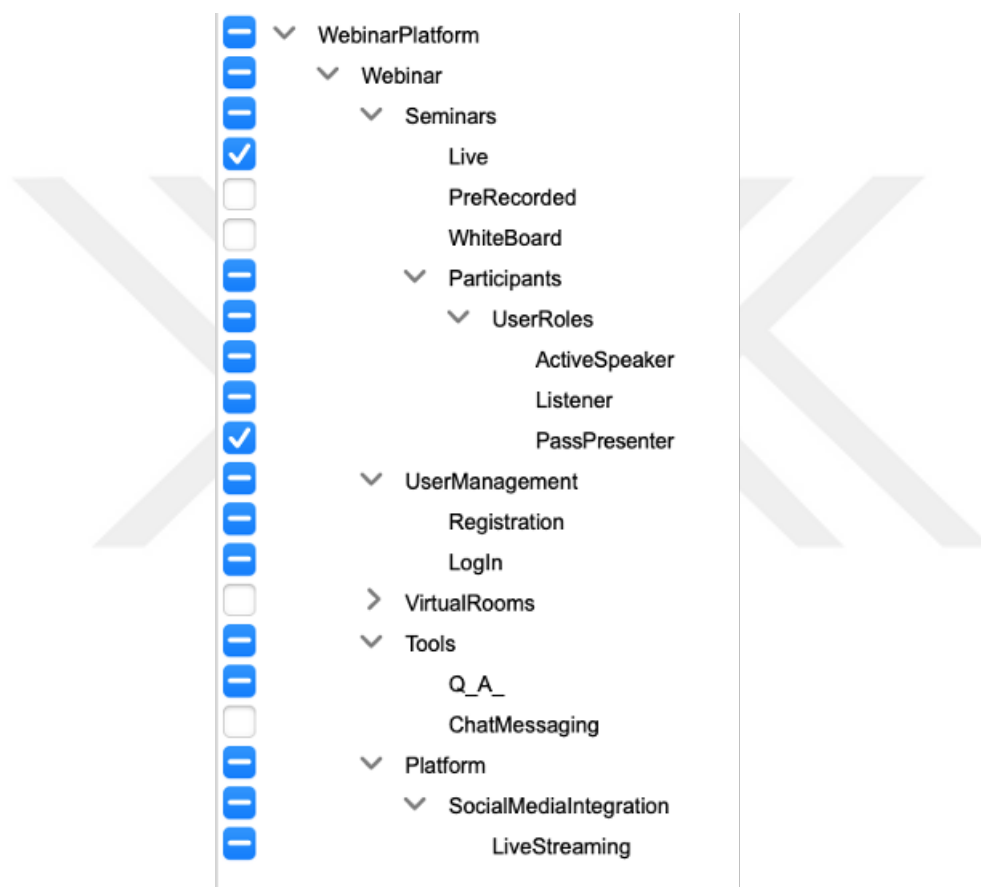 WebinarPlatform
Webinar
Seminars
Live
PreRecorded
WhiteBoard
Participants
UserRoles
ActiveSpeaker
Listener
PassPresenter
UserManagement
Registration
LogIn
VirtualRooms
Tools
Q_A_
ChatMessaging
Platform
SocialMediaIntegration
LiveStreaming